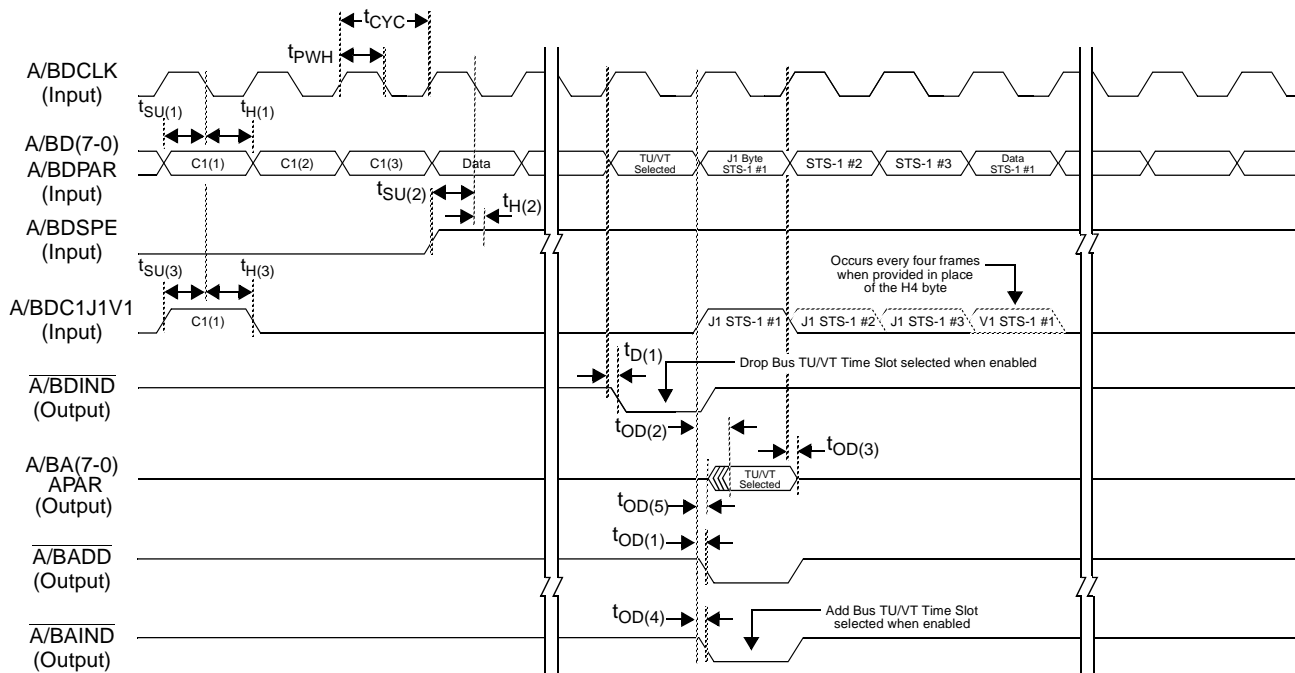 tCYC
tPWH
A/BDCLK
(Input)
tSU(1)
tH(1)
A/BD(7-0)
A/BDPAR
(Input)
C1(1)
C1(2)
C1(3)
Data
TU/VT
Selected
J1 Byte
STS-1 #1
STS-1 #2
STS-1 #3
Data
STS-1 #1
tSU(2)
tH(2)
A/BDSPE
(Input)
tSU(3)
tH(3)
Occurs every four frames
when provided in place
of the H4 byte
A/BDC1J1V1
(Input)
C1(1)
J1 STS-1 #1
J1 STS-1 #2
J1 STS-1 #3
V1 STS-1 #1
tD(1)
Drop Bus TU/VT Time Slot selected when enabled
A/BDIND
(Output)
tOD(2)
tOD(3)
A/BA(7-0)
APAR
(Output)
TU/VT
Selected
tOD(5)
tOD(1)
A/BADD
(Output)
tOD(4)
Add Bus TU/VT Time Slot
selected when enabled
A/BAIND
(Output)